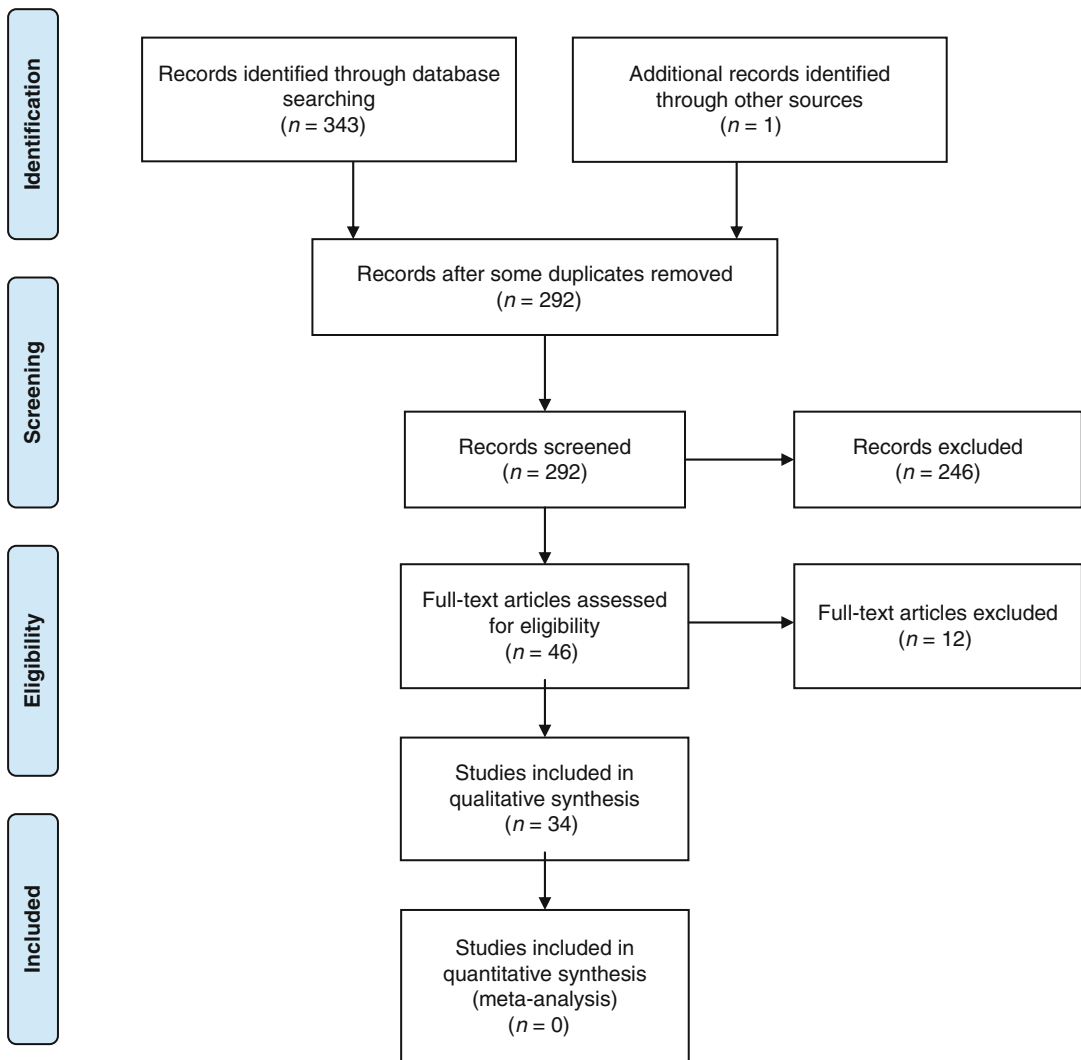 Identification
Records identified through database
searching
(n = 343)
Additional records identified
through other sources
(n = 1)
Records after some duplicates removed
(n = 292)
Screening
Records screened
(n = 292)
Records excluded
(n = 246)
Eligibility
Full-text articles assessed
for eligibility
(n = 46)
Full-text articles excluded
(n = 12)
Studies included in
qualitative synthesis
(n = 34)
Included
Studies included in
quantitative synthesis
(meta-analysis)
(n = 0)